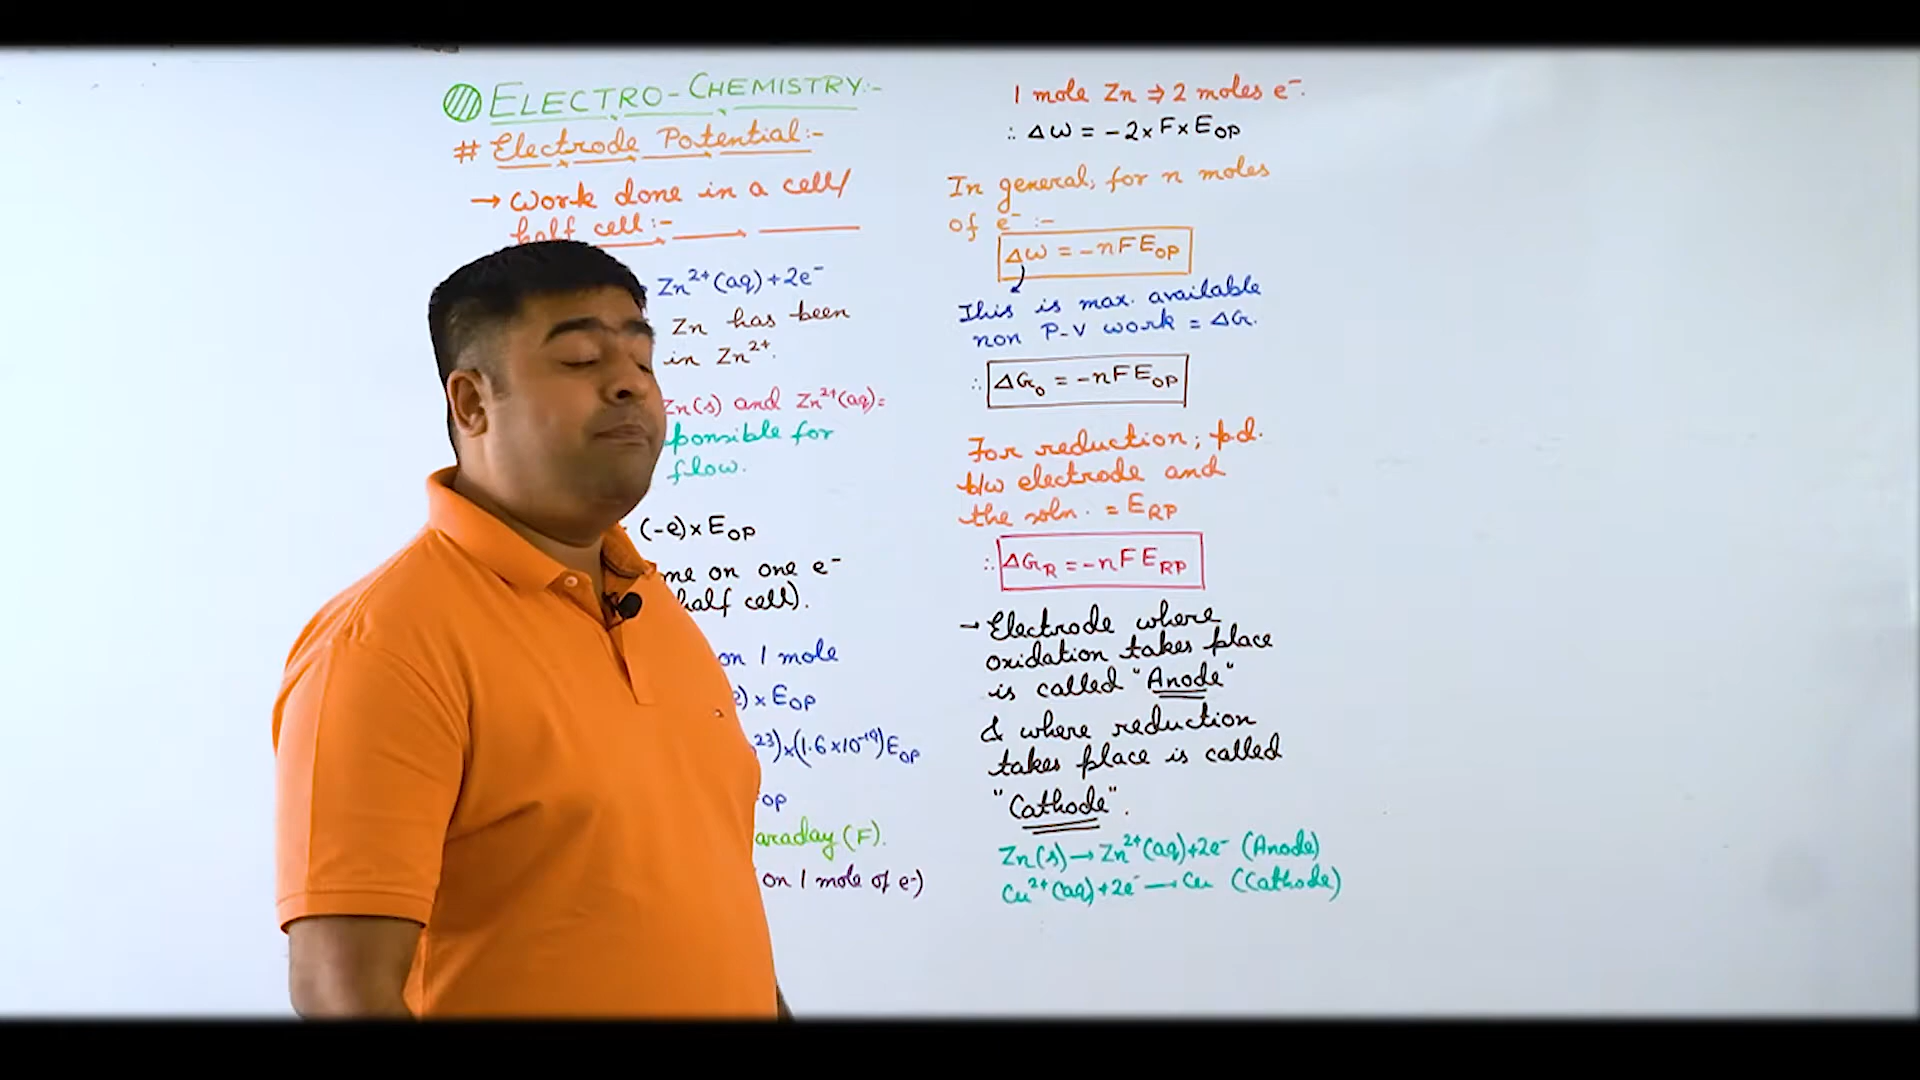 ELECTRO-CHEMISTRY:-
# Electrode Potential:-
→ Work done in a cell/
half cell:-
Zn²⁺(aq)+2e⁻
Zn has been
in Zn²⁺.
Zn(s) and Zn²⁺(aq)=
ponsible for
flow.
(-e)×E_OP
me on one e⁻
half cell).
on 1 mole
e)×E_OP
²³)×(1.6×10⁻¹⁹)E_OP
OP
araday (F).
on 1 mole of e⁻)
1 mole Zn ⇒ 2 moles e⁻.
∴ ΔW = -2×F×E_OP
In general, for n moles
of e⁻ :-
ΔW = -nFE_OP
This is max. available
non P-V work = ΔG.
∴ ΔG_O = -nFE_OP
For reduction; p.d.
b/w electrode and
the soln. = E_RP
∴ ΔG_R = -nFE_RP
→ Electrode where
oxidation takes place
is called "Anode"
& where reduction
takes place is called
"Cathode".
Zn(s)→Zn²⁺(aq)+2e⁻ (Anode)
Cu²⁺(aq)+2e⁻→Cu (Cathode)